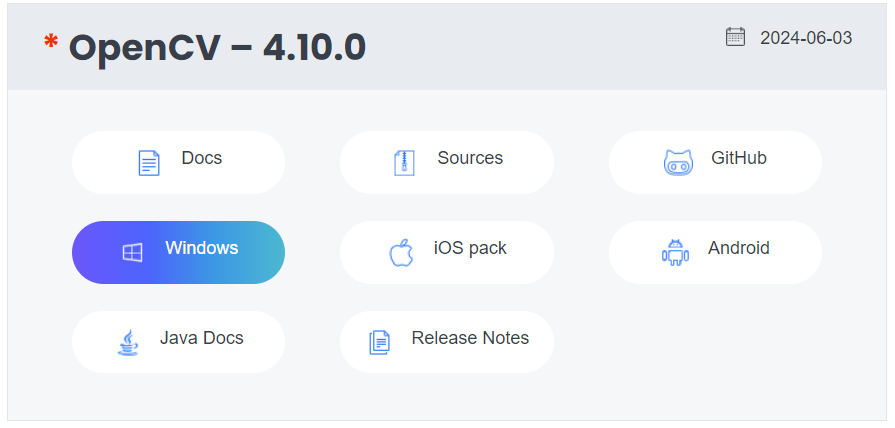 * OpenCV – 4.10.0
2024-06-03
Docs
Sources
GitHub
Windows
iOS pack
Android
Java Docs
Release Notes